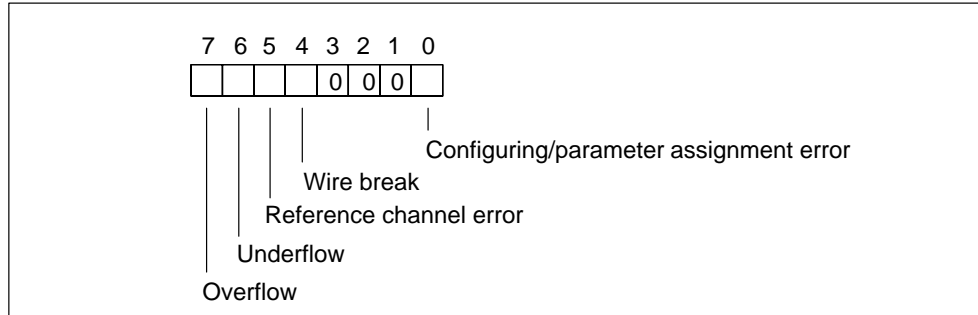 7 6 5 4 3 2 1 0
0 0 0
Configuring/parameter assignment error
Wire break
Reference channel error
Underflow
Overflow